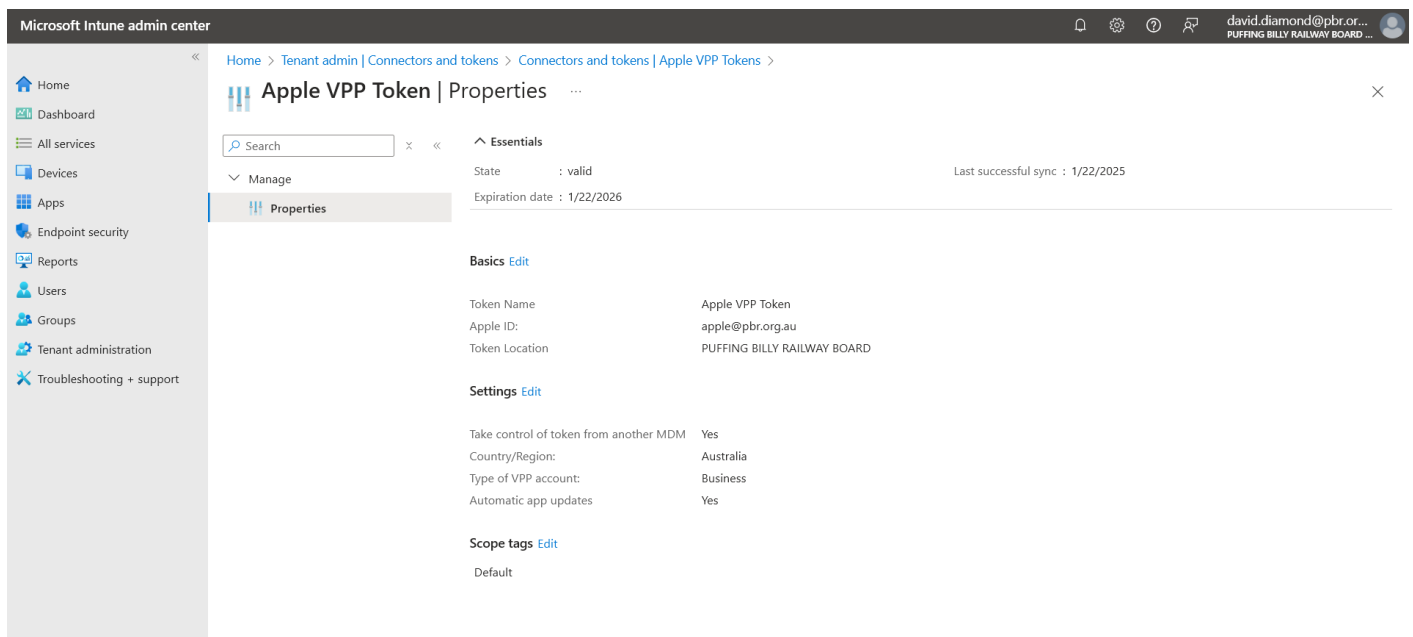 Microsoft Intune admin center
david.diamond@pbr.or...
PUFFING BILLY RAILWAY BOARD ...
Home
Dashboard
All services
Devices
Apps
Endpoint security
Reports
Users
Groups
Tenant administration
Troubleshooting + support
Home > Tenant admin | Connectors and tokens > Connectors and tokens | Apple VPP Tokens >
Apple VPP Token | Properties ...
Search
Manage
Properties
Essentials
State : valid
Last successful sync : 1/22/2025
Expiration date : 1/22/2026
Basics Edit
Token Name Apple VPP Token
Apple ID: apple@pbr.org.au
Token Location PUFFING BILLY RAILWAY BOARD
Settings Edit
Take control of token from another MDM Yes
Country/Region: Australia
Type of VPP account: Business
Automatic app updates Yes
Scope tags Edit
Default